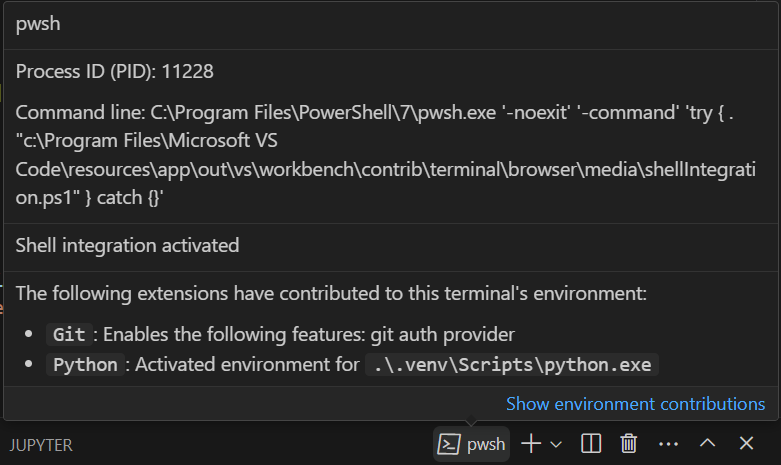 pwsh
Process ID (PID): 11228
Command line: C:\Program Files\PowerShell\7\pwsh.exe '-noexit' '-command' 'try { .
"c:\Program Files\Microsoft VS
Code\resources\app\out\vs\workbench\contrib\terminal\browser\media\shellIntegrati
on.ps1" } catch {}'
Shell integration activated
The following extensions have contributed to this terminal's environment:
• Git: Enables the following features: git auth provider
• Python: Activated environment for .\.venv\Scripts\python.exe
Show environment contributions
JUPYTER pwsh